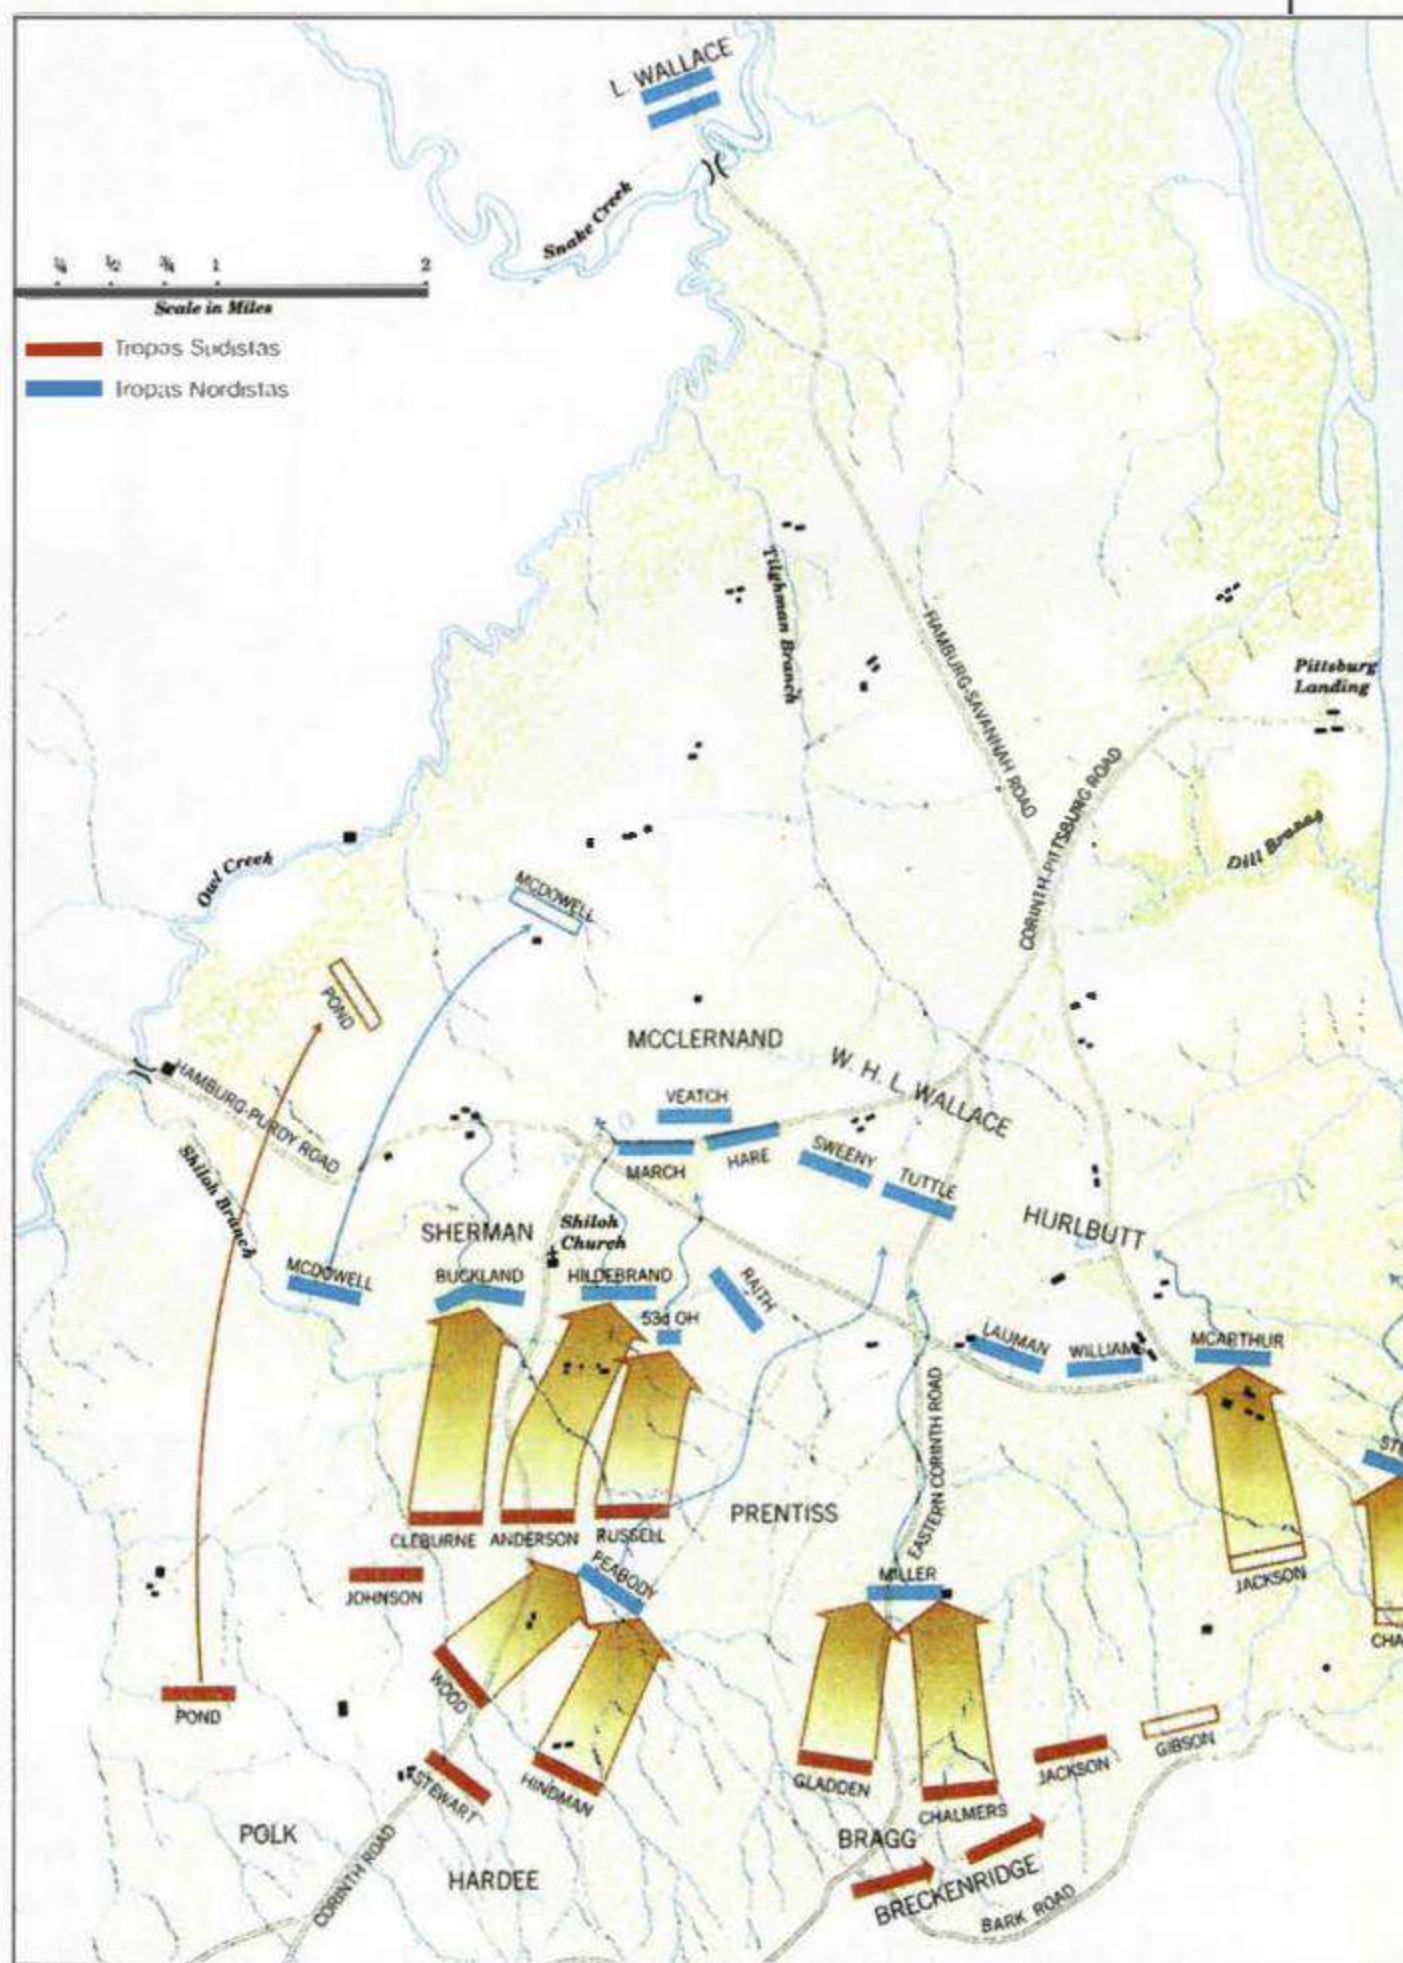 L. WALLACE
Snake Creek
¼ ½ ¾ 1 2
Scale in Miles
Tropas Sudistas
Tropas Nordistas
Tilghman Branch
HAMBURG-SAVANNAH ROAD
Pittsburg
Landing
CORINTH-PITTSBURG ROAD
Dill Branas
Owl Creek
MCDOWELL
POND
MCCLERNAND
W. H. L. WALLACE
HAMBURG-PURDY ROAD
VEATCH
MARCH
HARE
SWEENY
TUTTLE
Shiloh Branch
SHERMAN
Shiloh
Church
HURLBUTT
MCDOWELL
BUCKLAND
HILDEBRAND
RAITH
53d OH
LAUMAN
WILLIAMS
MCARTHUR
EASTERN CORINTH ROAD
PRENTISS
CLEBURNE
ANDERSON
RUSSELL
PEABODY
MILLER
JACKSON
JOHNSON
CHA
WOOD
POND
STEWART
HINDMAN
GLADDEN
CHALMERS
JACKSON
GIBSON
POLK
BRAGG
BRECKENRIDGE
HARDEE
CORINTH ROAD
BARK ROAD